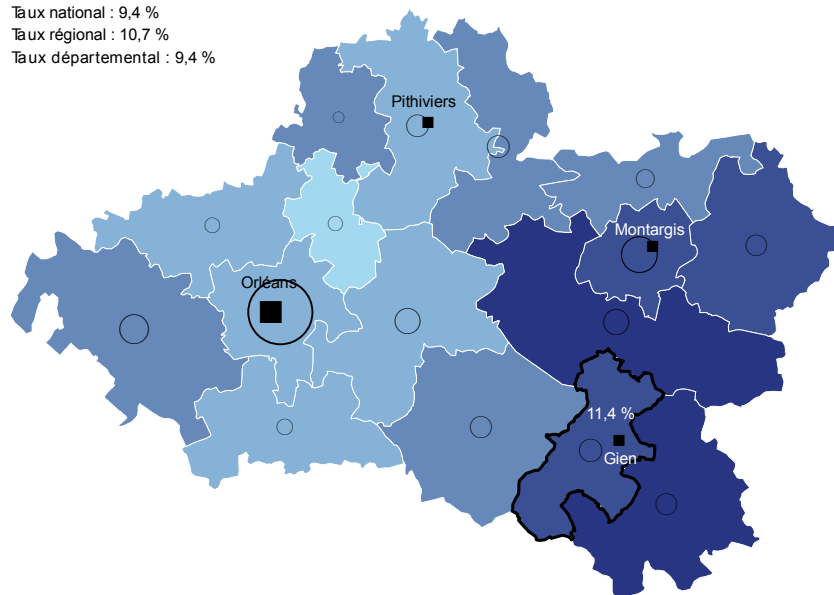 Taux national : 9,4 %
Taux régional : 10,7 %
Taux départemental : 9,4 %
Pithiviers
Montargis
Orléans
11,4 %
Gien